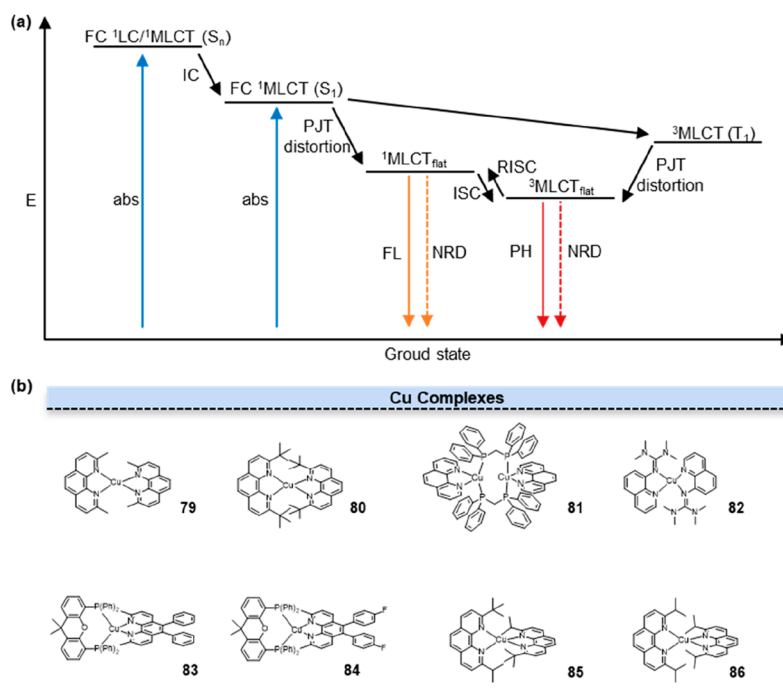 (a)
FC ¹LC/¹MLCT (Sₙ)
IC
FC ¹MLCT (S₁)
³MLCT (T₁)
PJT
distortion
¹MLCT_flat
RISC
ISC
³MLCT_flat
PJT
distortion
E
abs
abs
FL
NRD
PH
NRD
Groud state
(b)
Cu Complexes
N
N
Cu
N
N
79
N
N
Cu
N
N
80
P
P
N
N
Cu
Cu
N
N
P
P
81
N
N
N
N
Cu
N
N
N
N
82
P(Ph)₂
O
Cu
N
N
P(Ph)₂
83
P(Ph)₂
F
O
Cu
N
N
P(Ph)₂
F
84
N
N
Cu
N
N
85
N
N
Cu
N
N
86